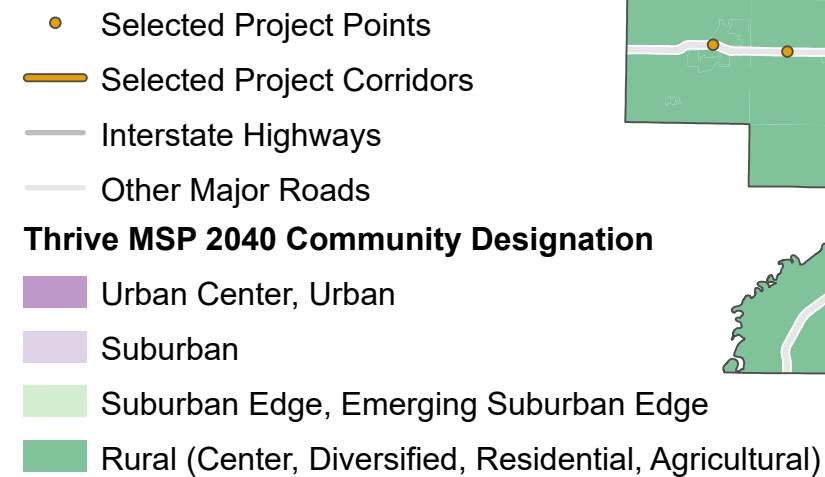 Selected Project Points
Selected Project Corridors
Interstate Highways
Other Major Roads
Thrive MSP 2040 Community Designation
Urban Center, Urban
Suburban
Suburban Edge, Emerging Suburban Edge
Rural (Center, Diversified, Residential, Agricultural)